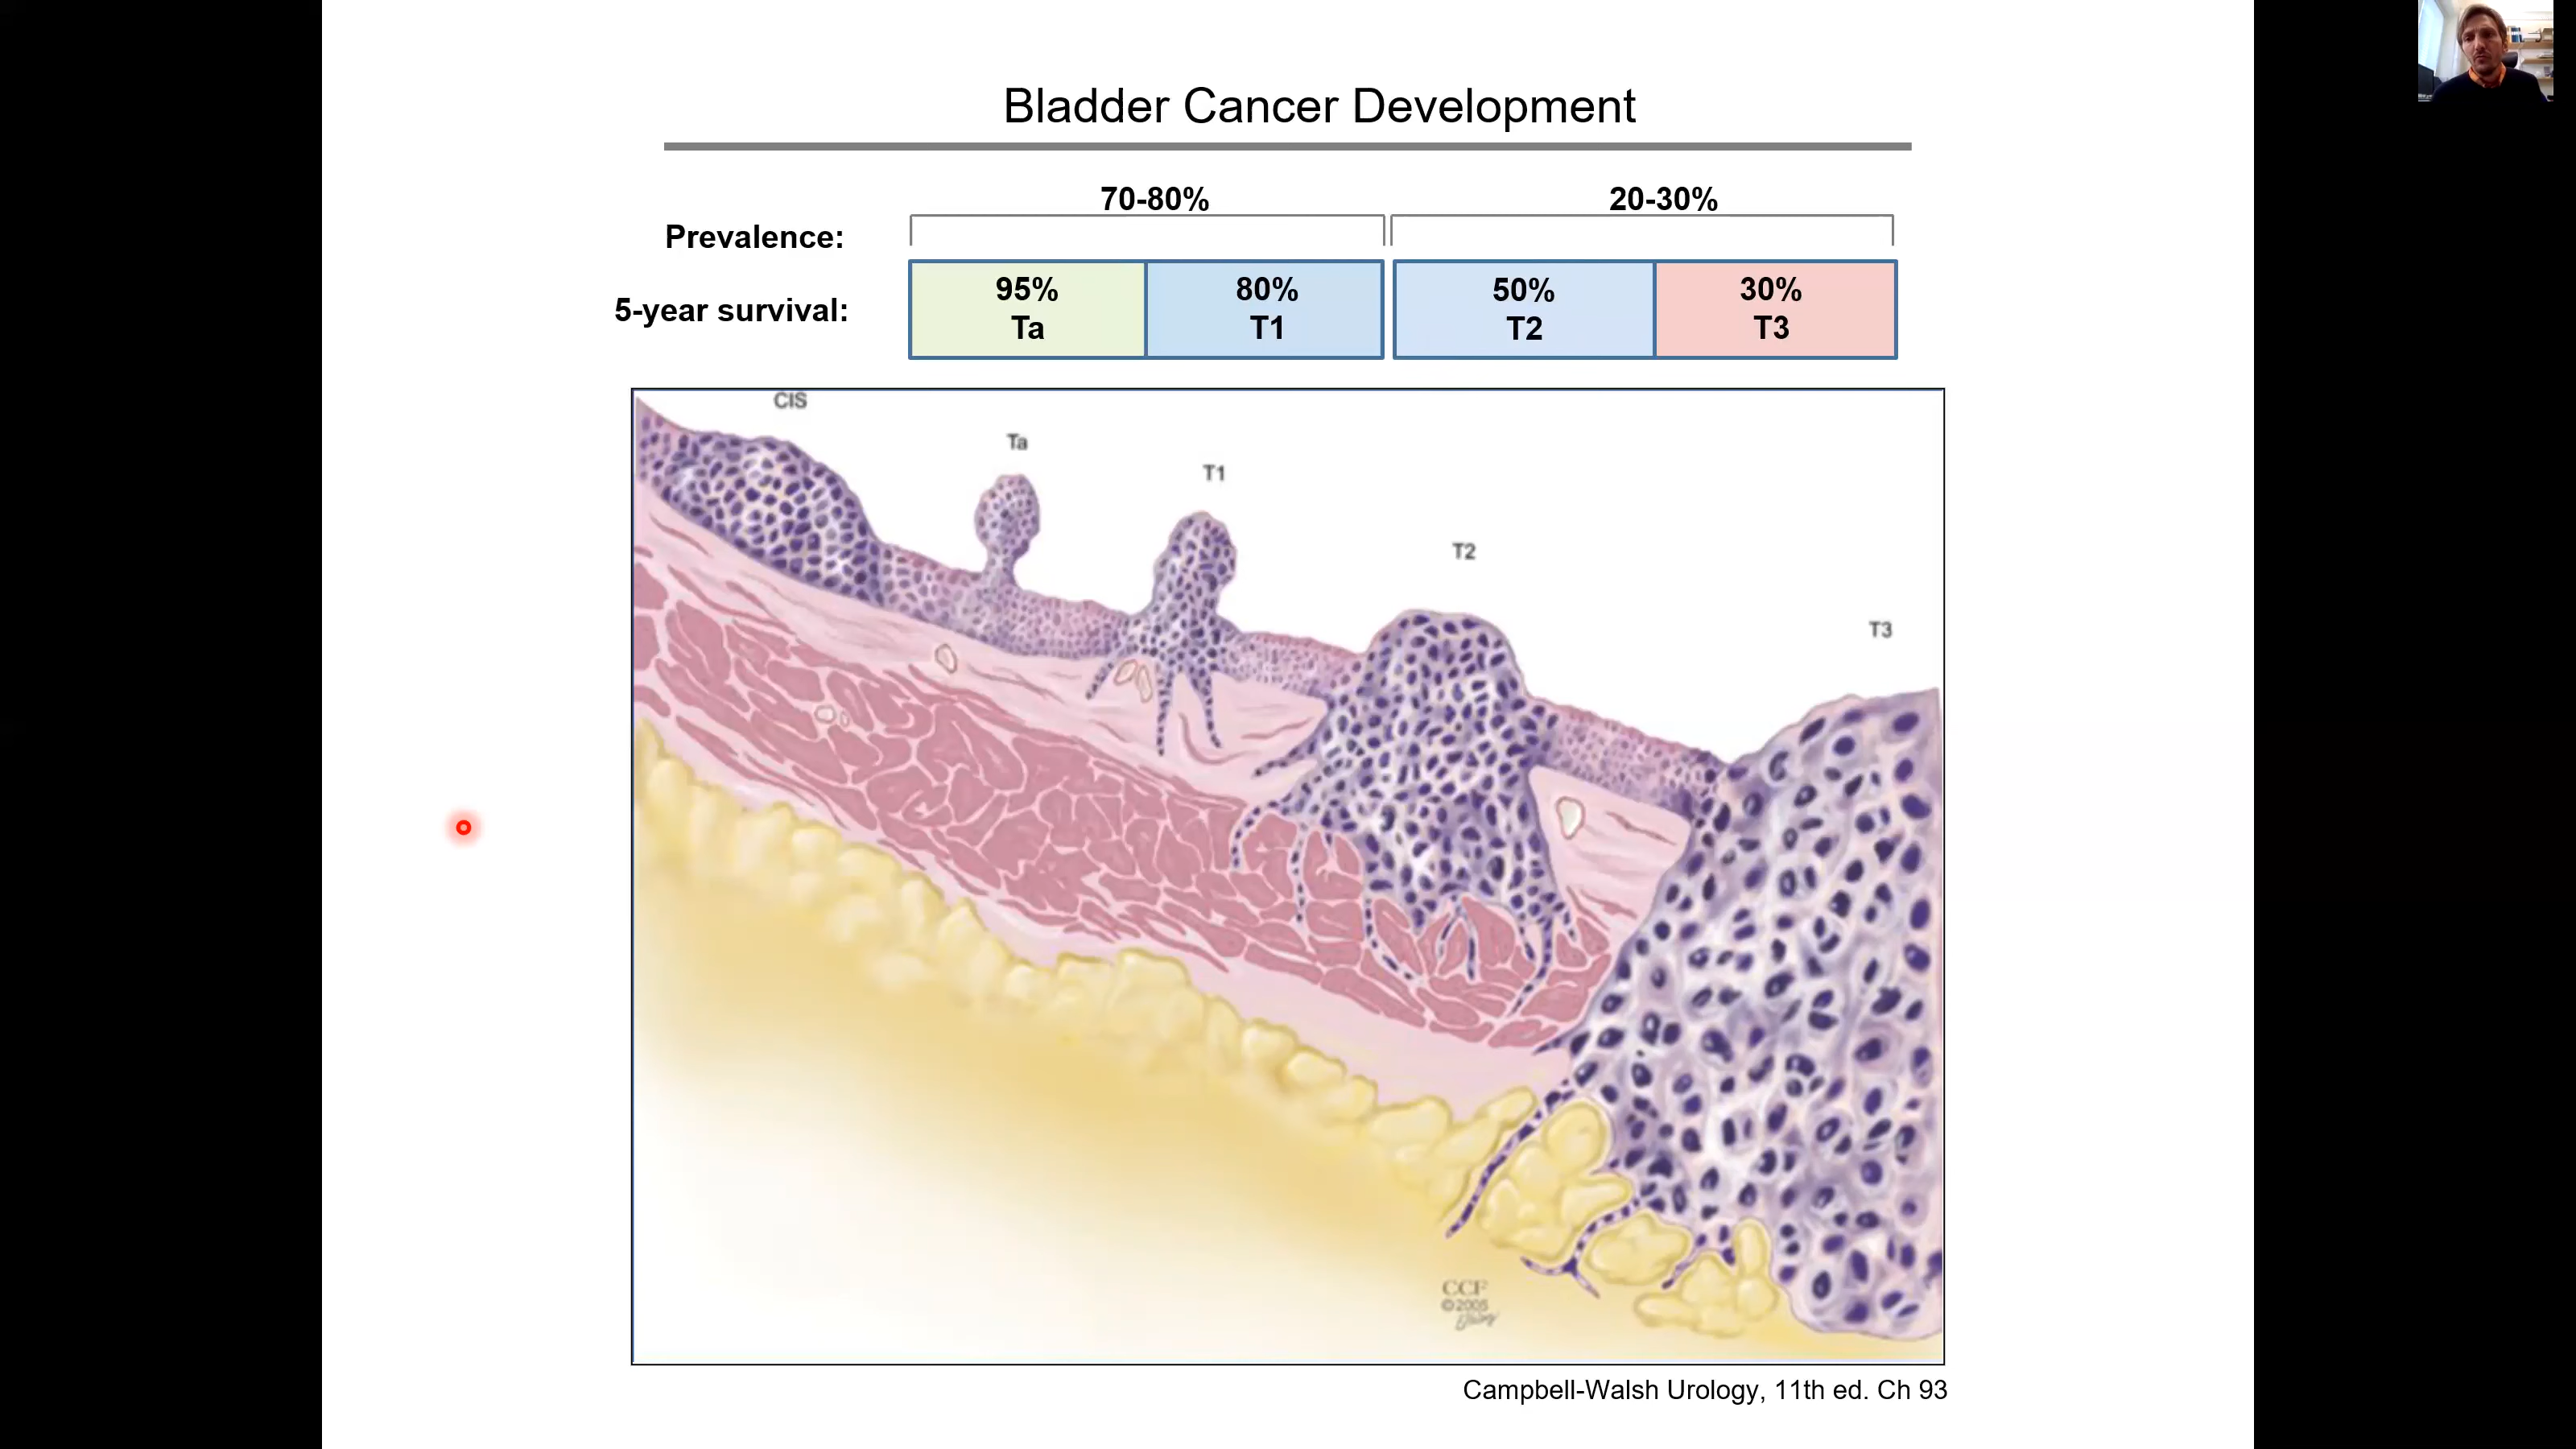 Bladder Cancer Development
70-80%
20-30%
Prevalence:
5-year survival:
95%
Ta
80%
T1
50%
T2
30%
T3
CIS
Ta
T1
T2
T3
CCF
©2005
Campbell-Walsh Urology, 11th ed. Ch 93